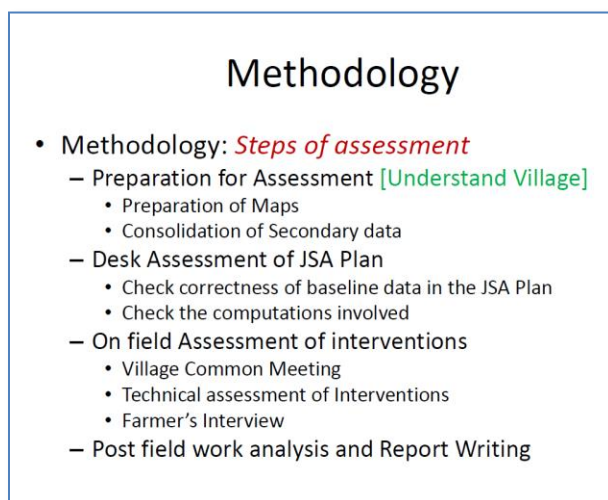 Methodology
• Methodology: Steps of assessment
– Preparation for Assessment [Understand Village]
• Preparation of Maps
• Consolidation of Secondary data
– Desk Assessment of JSA Plan
• Check correctness of baseline data in the JSA Plan
• Check the computations involved
– On field Assessment of interventions
• Village Common Meeting
• Technical assessment of Interventions
• Farmer's Interview
– Post field work analysis and Report Writing